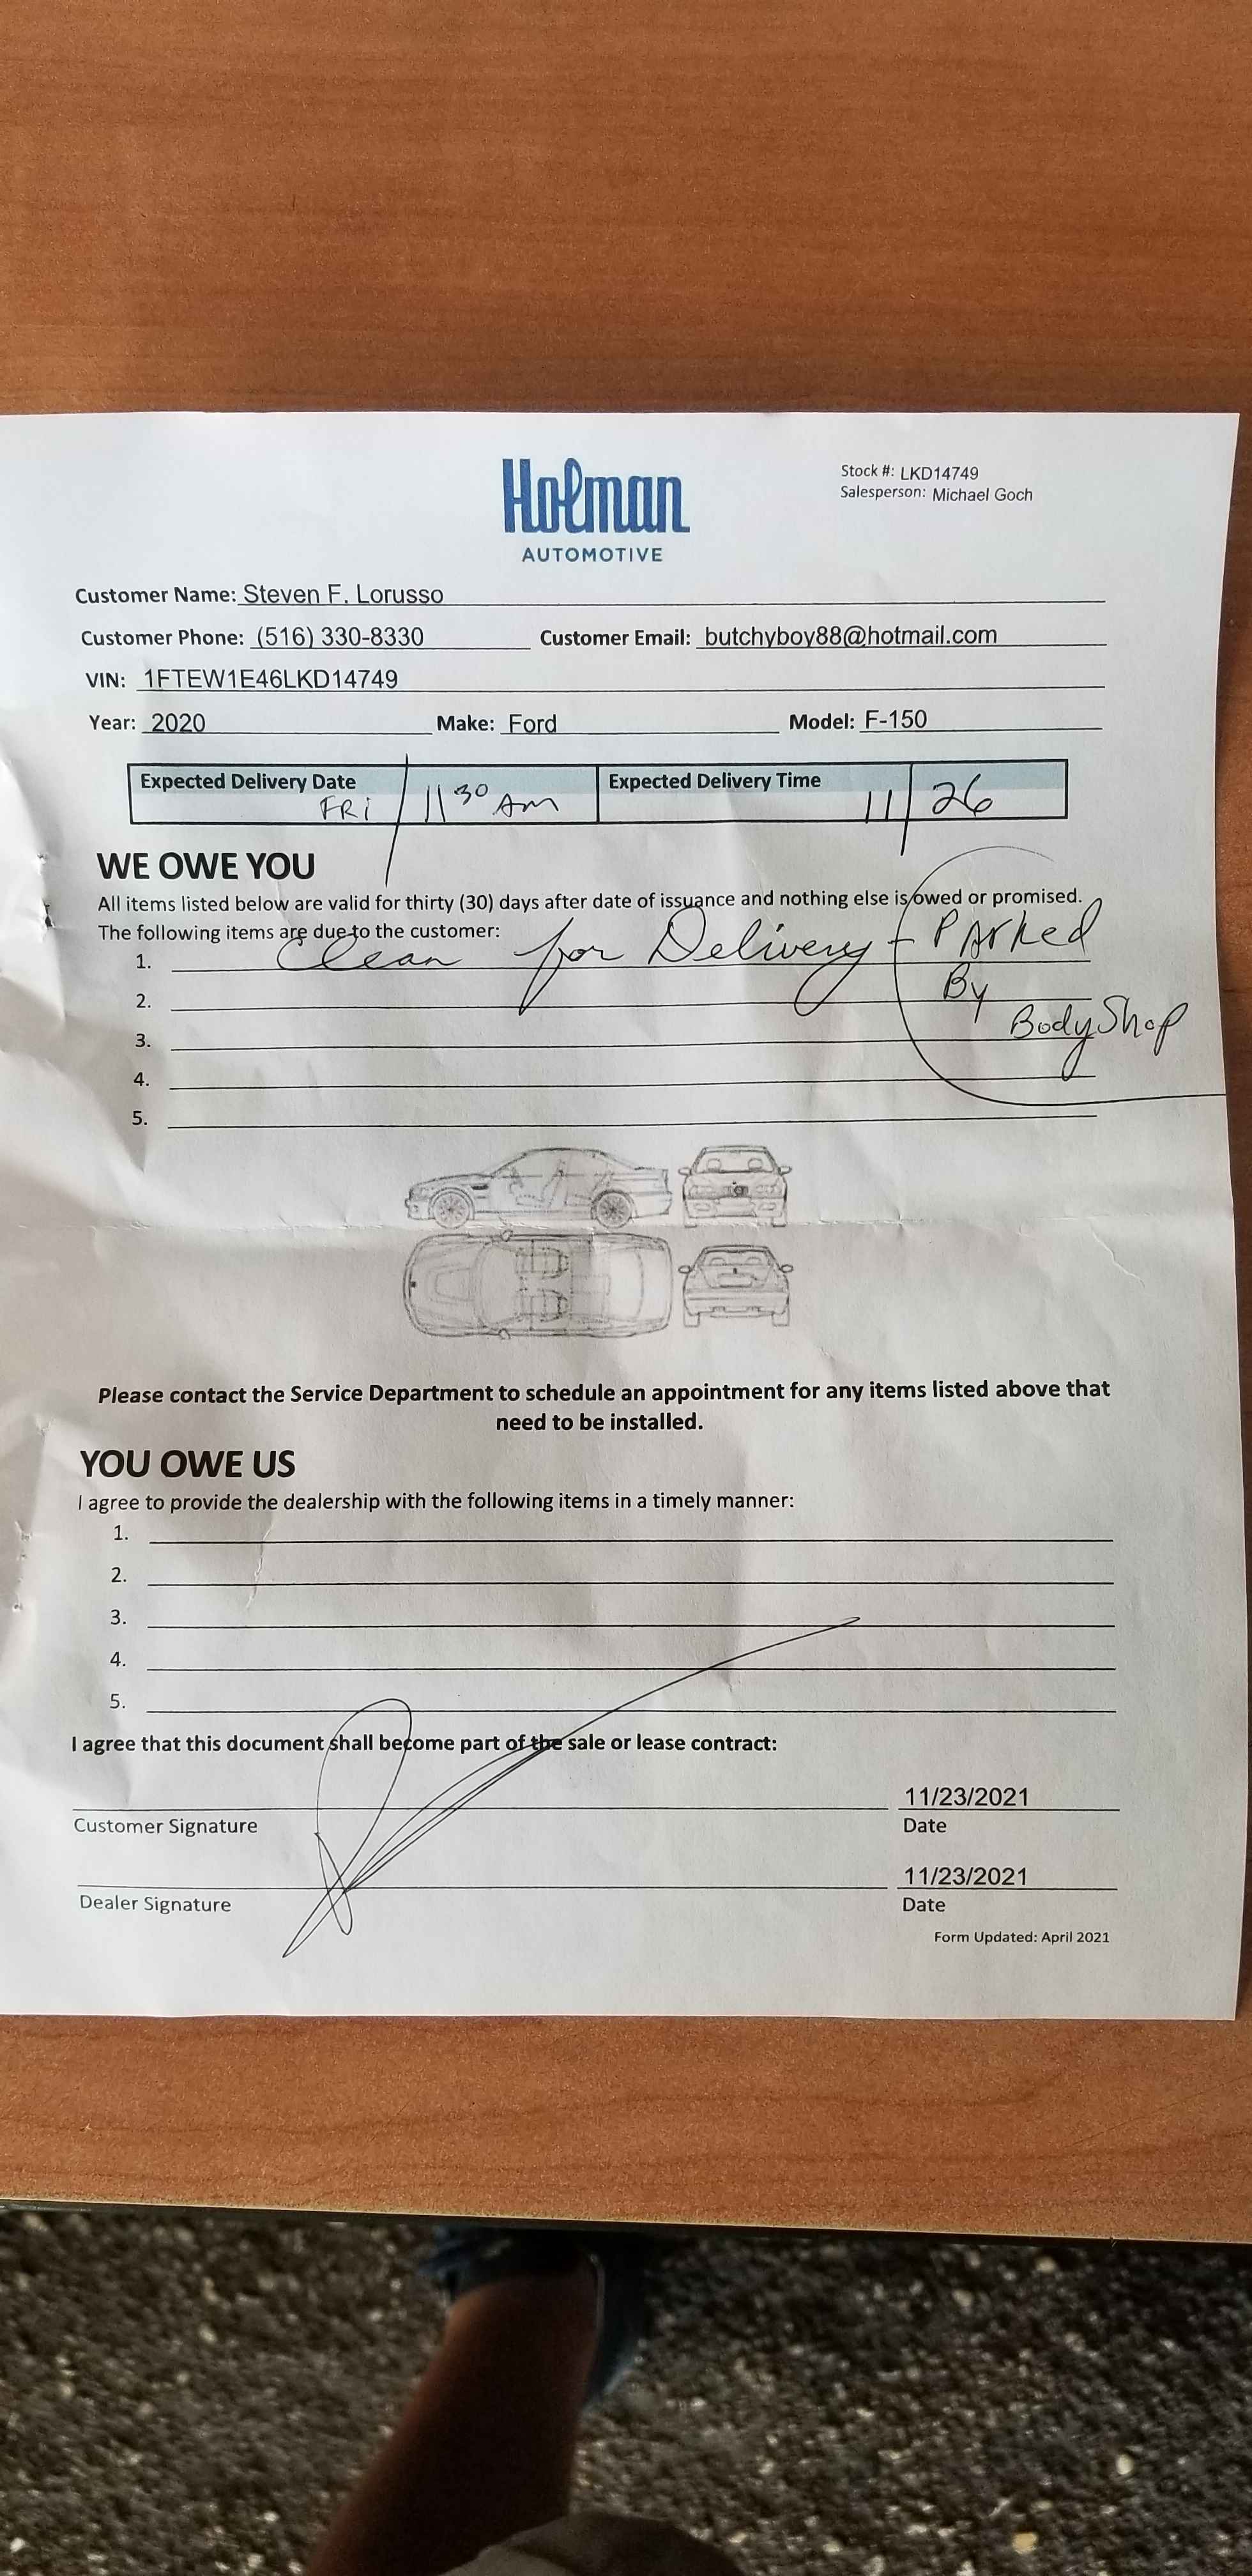 Holman
AUTOMOTIVE
Stock #: LKD14749
Salesperson: Michael Goch
Customer Name: Steven F. Lorusso
Customer Phone: (516) 330-8330 Customer Email: butchyboy88@hotmail.com
VIN: 1FTEW1E46LKD14749
Year: 2020 Make: Ford Model: F-150
Expected Delivery Date Expected Delivery Time
FRi / 11 30 Am 11/26
WE OWE YOU
All items listed below are valid for thirty (30) days after date of issuance and nothing else is owed or promised.
The following items are due to the customer:
1. Clean for Delivery - PArked
2. By
3. BodyShop
4.
5.
Please contact the Service Department to schedule an appointment for any items listed above that
need to be installed.
YOU OWE US
I agree to provide the dealership with the following items in a timely manner:
1.
2.
3.
4.
5.
I agree that this document shall become part of the sale or lease contract:
11/23/2021
Customer Signature Date
11/23/2021
Dealer Signature Date
Form Updated: April 2021